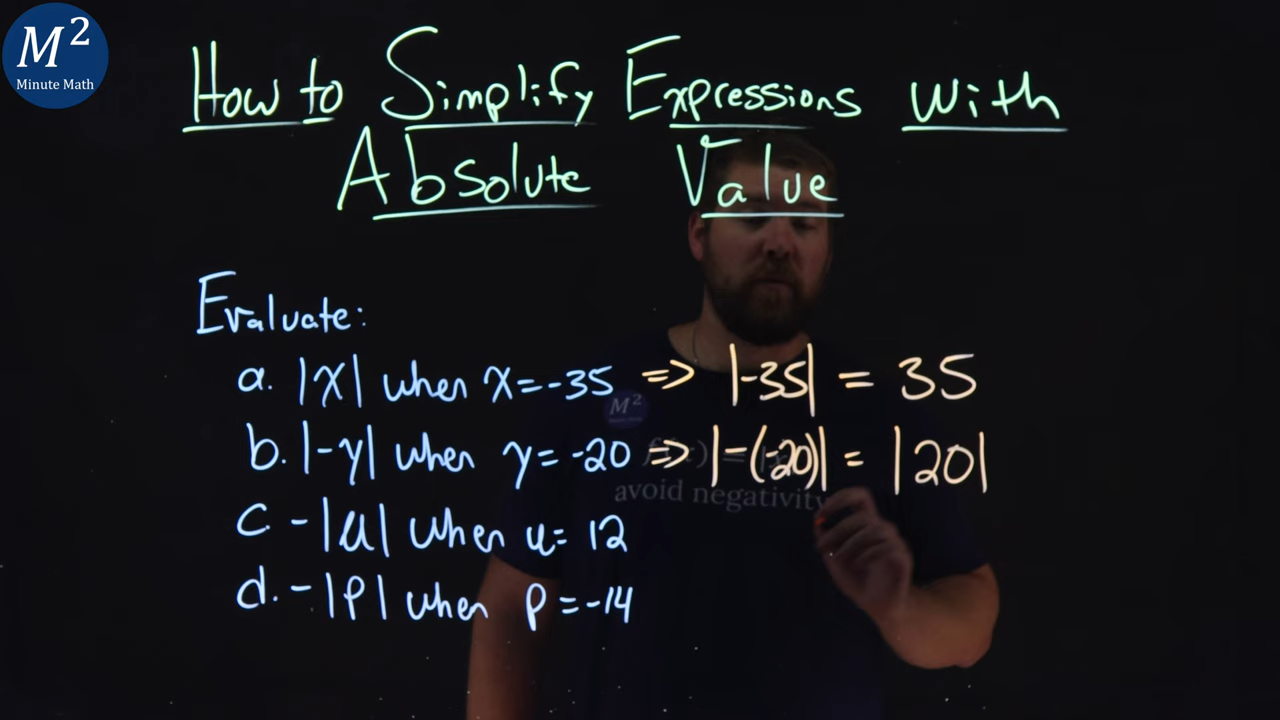 M²
Minute Math
How to Simplify Expressions with
Absolute Value
Evaluate:
a. |x| when x=-35 => |-35| = 35
M²
b. |-y| when y=-20 => |-(-20)| = |20|
avoid negativity
c. -|u| when u= 12
d. -|p| when p=-14